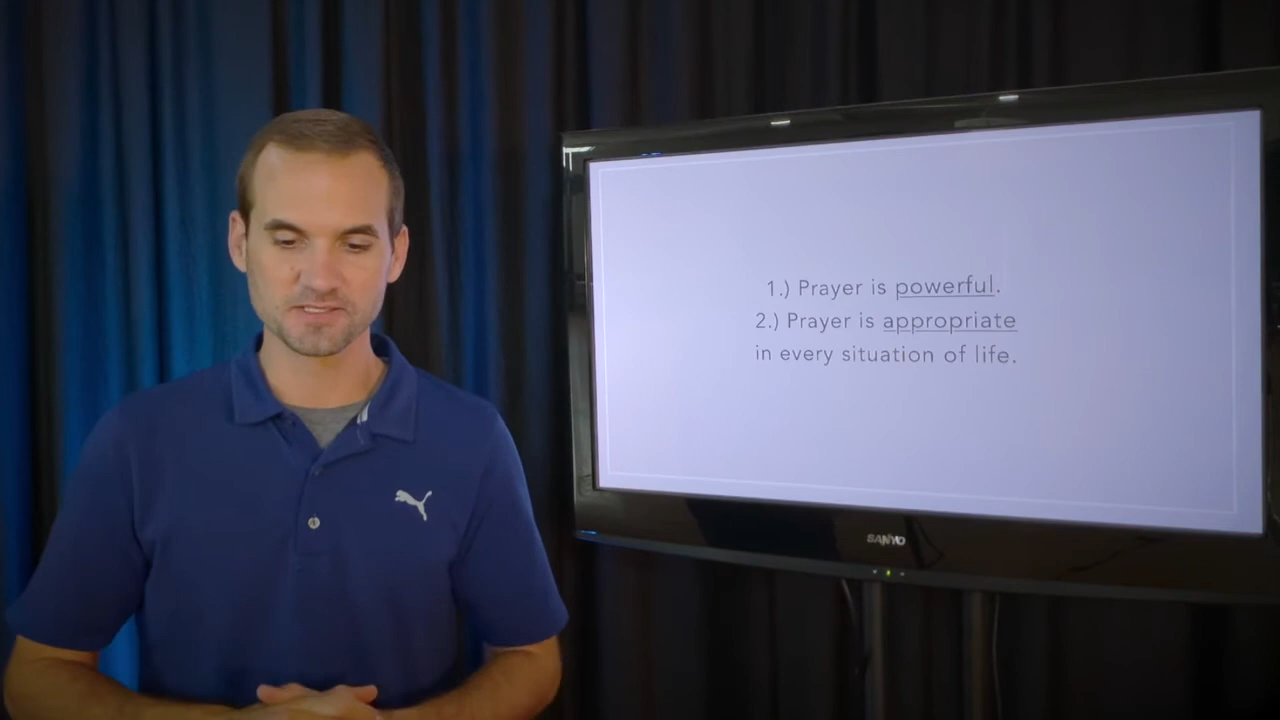 1.) Prayer is powerful.
2.) Prayer is appropriate
in every situation of life.
SANYO